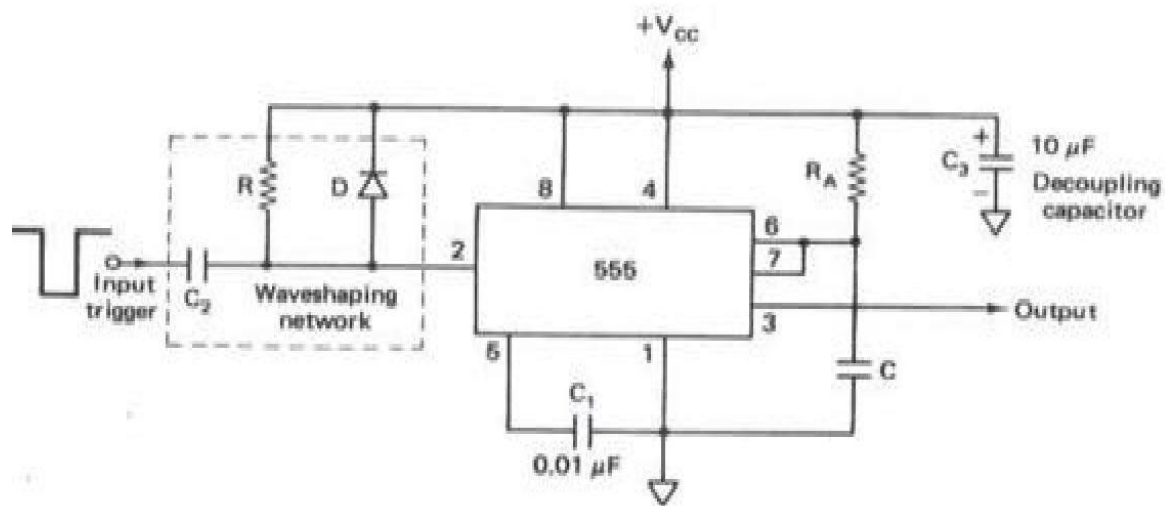 +VCC
R
D
8
4
RA
+
C3
−
10 μF
Decoupling
capacitor
6
7
2
555
Input
trigger
C2
Waveshaping
network
3
Output
5
1
C
C1
0.01 μF